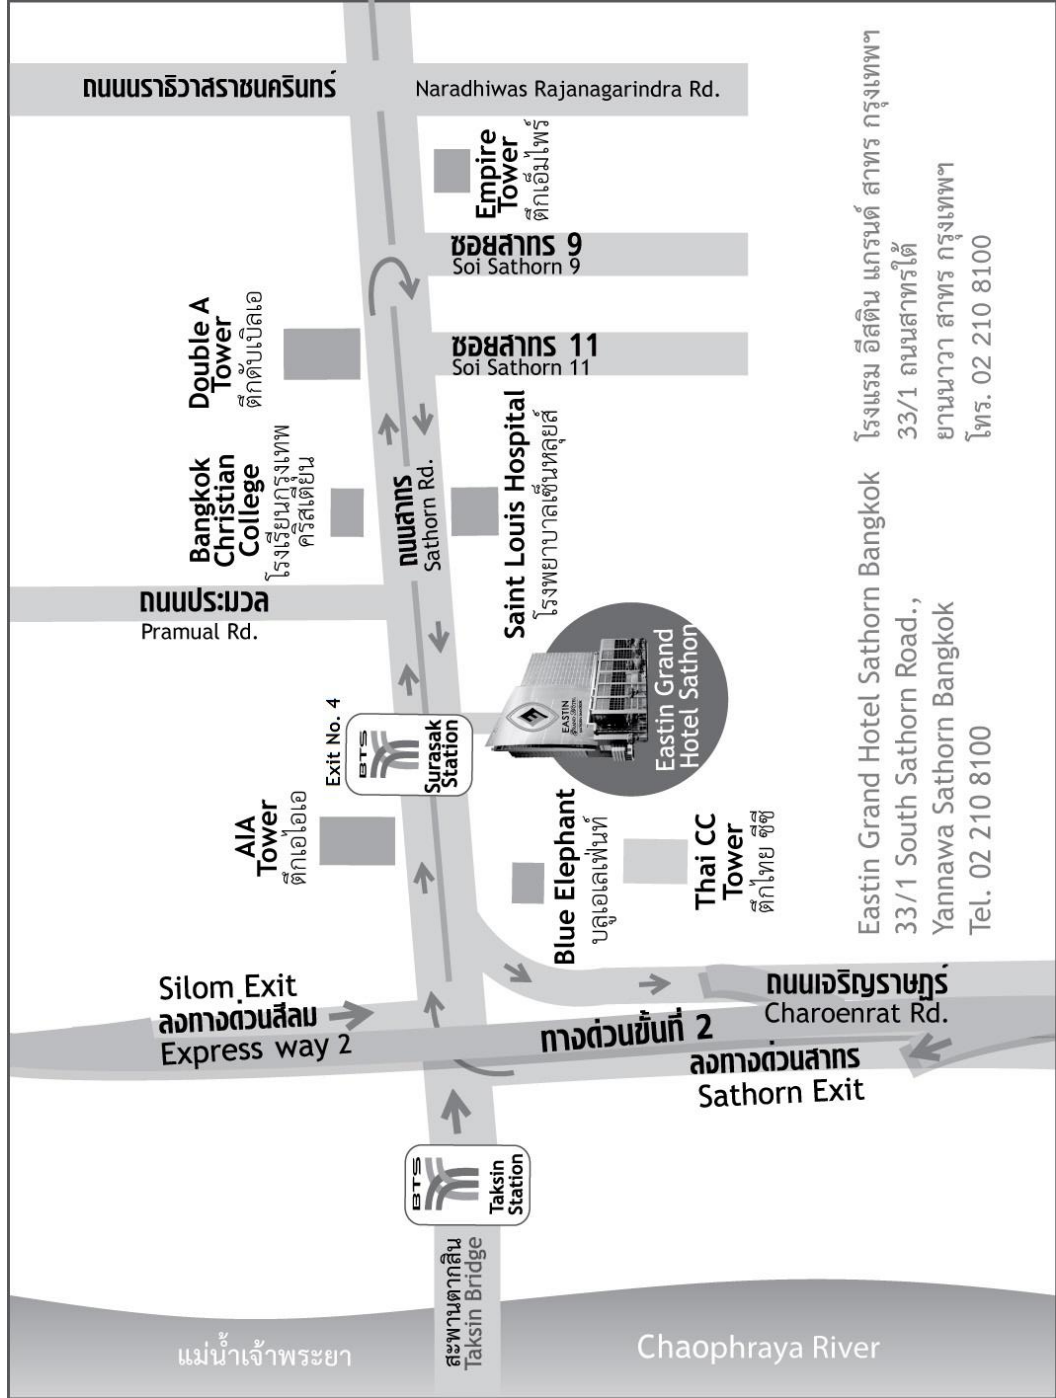 ถนนนราธิวาสราชนครินทร์
Naradhiwas Rajanagarindra Rd.
Empire
Tower
ตึกเอ็มไพร์
ซอยสาทร 9
Soi Sathorn 9
ซอยสาทร 11
Soi Sathorn 11
Double A
Tower
ตึกดับเบิลเอ
Bangkok
Christian
College
โรงเรียนกรุงเทพ
คริสเตียน
ถนนสาทร
Sathorn Rd.
Saint Louis Hospital
โรงพยาบาลเซ็นหลุยส์
ถนนประมวล
Pramual Rd.
Exit No. 4
BTS
Surasak
Station
EASTIN
Eastin Grand
Hotel Sathon
AIA
Tower
ตึกเอไอเอ
Blue Elephant
บลูเอเลเฟ่นท์
Thai CC
Tower
ตึกไทย ซีซี
Silom Exit
ลงทางด่วนสีลม
Express way 2
ทางด่วนขั้นที่ 2
ถนนเจริญราษฎร์
Charoenrat Rd.
ลงทางด่วนสาทร
Sathorn Exit
BTS
Taksin
Station
สะพานตากสิน
Taksin Bridge
แม่น้ำเจ้าพระยา
Chaophraya River
Eastin Grand Hotel Sathorn Bangkok
33/1 South Sathorn Road.,
Yannawa Sathorn Bangkok
Tel. 02 210 8100
โรงแรม อีสติน แกรนด์ สาทร กรุงเทพฯ
33/1 ถนนสาทรใต้
ยานนาวา สาทร กรุงเทพฯ
โทร. 02 210 8100